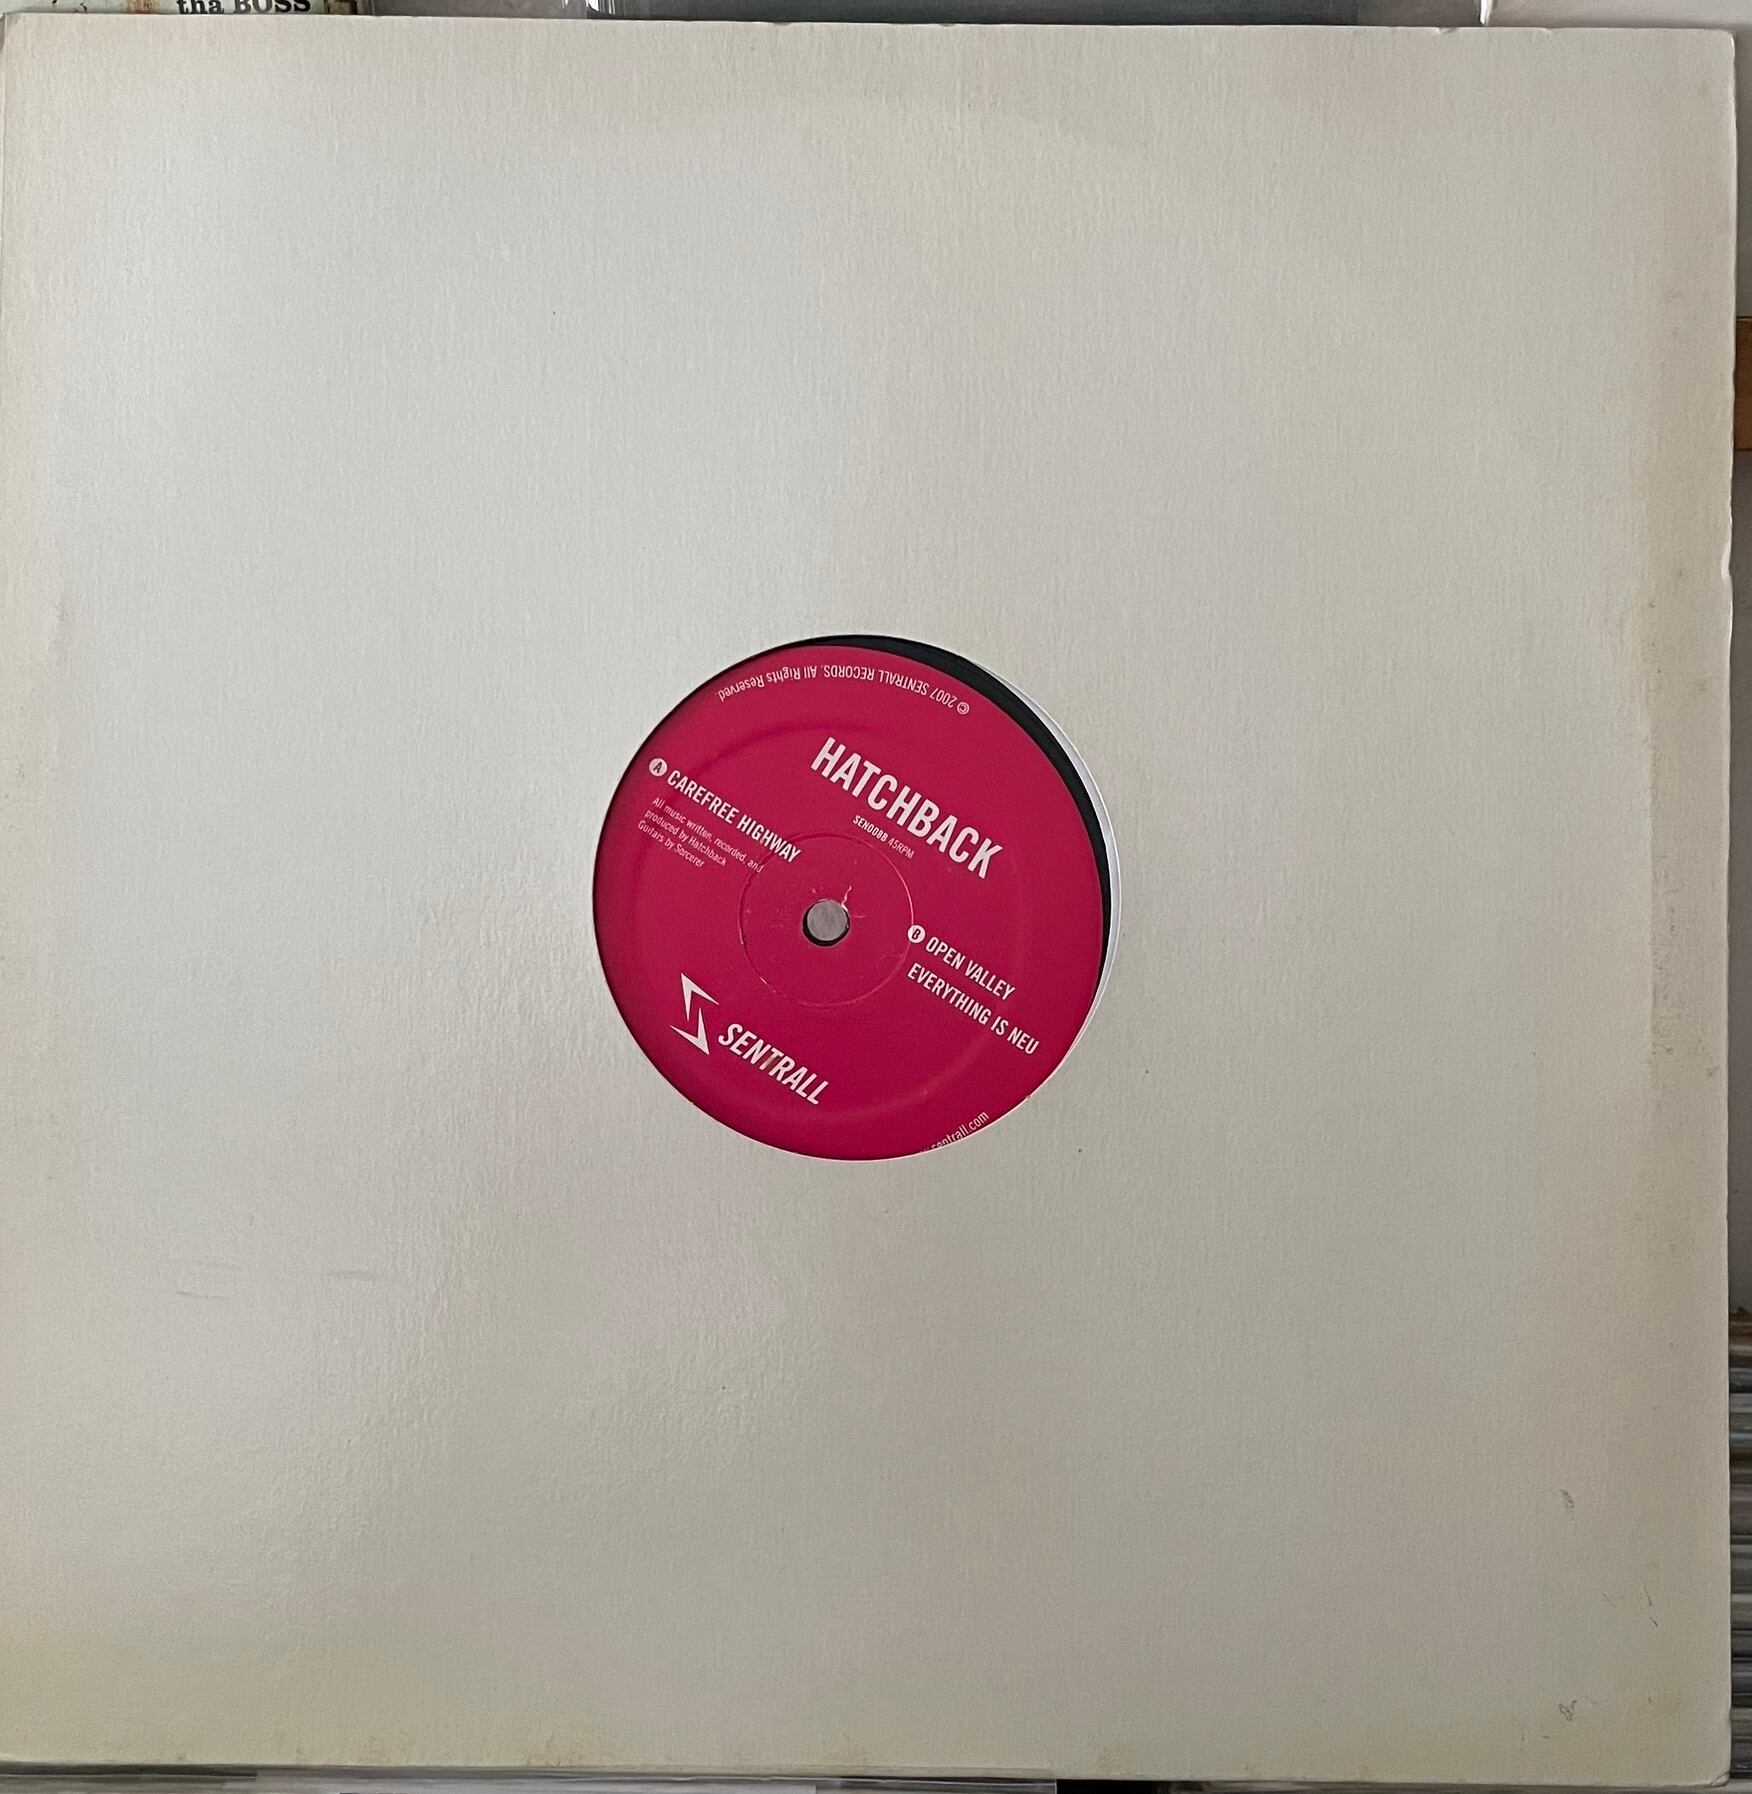 tha BOSS
© 2007 SENTRALL RECORDS. All Rights Reserved.
HATCHBACK
SEN008B 45RPM
A CAREFREE HIGHWAY
All music written, recorded, and
produced by Hatchback
Guitars by Sorcerer
B OPEN VALLEY
EVERYTHING IS NEU
SENTRALL
sentrall.com